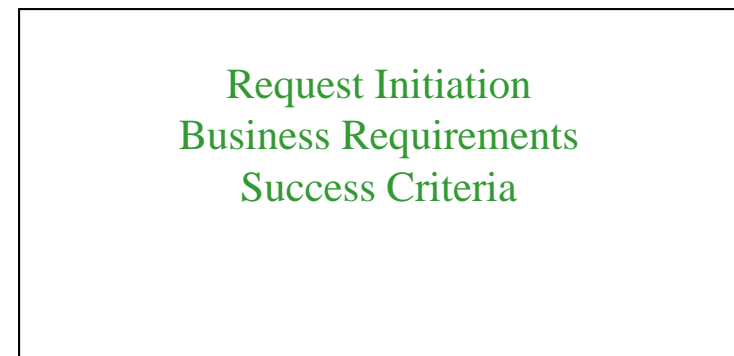 Request Initiation
Business Requirements
Success Criteria